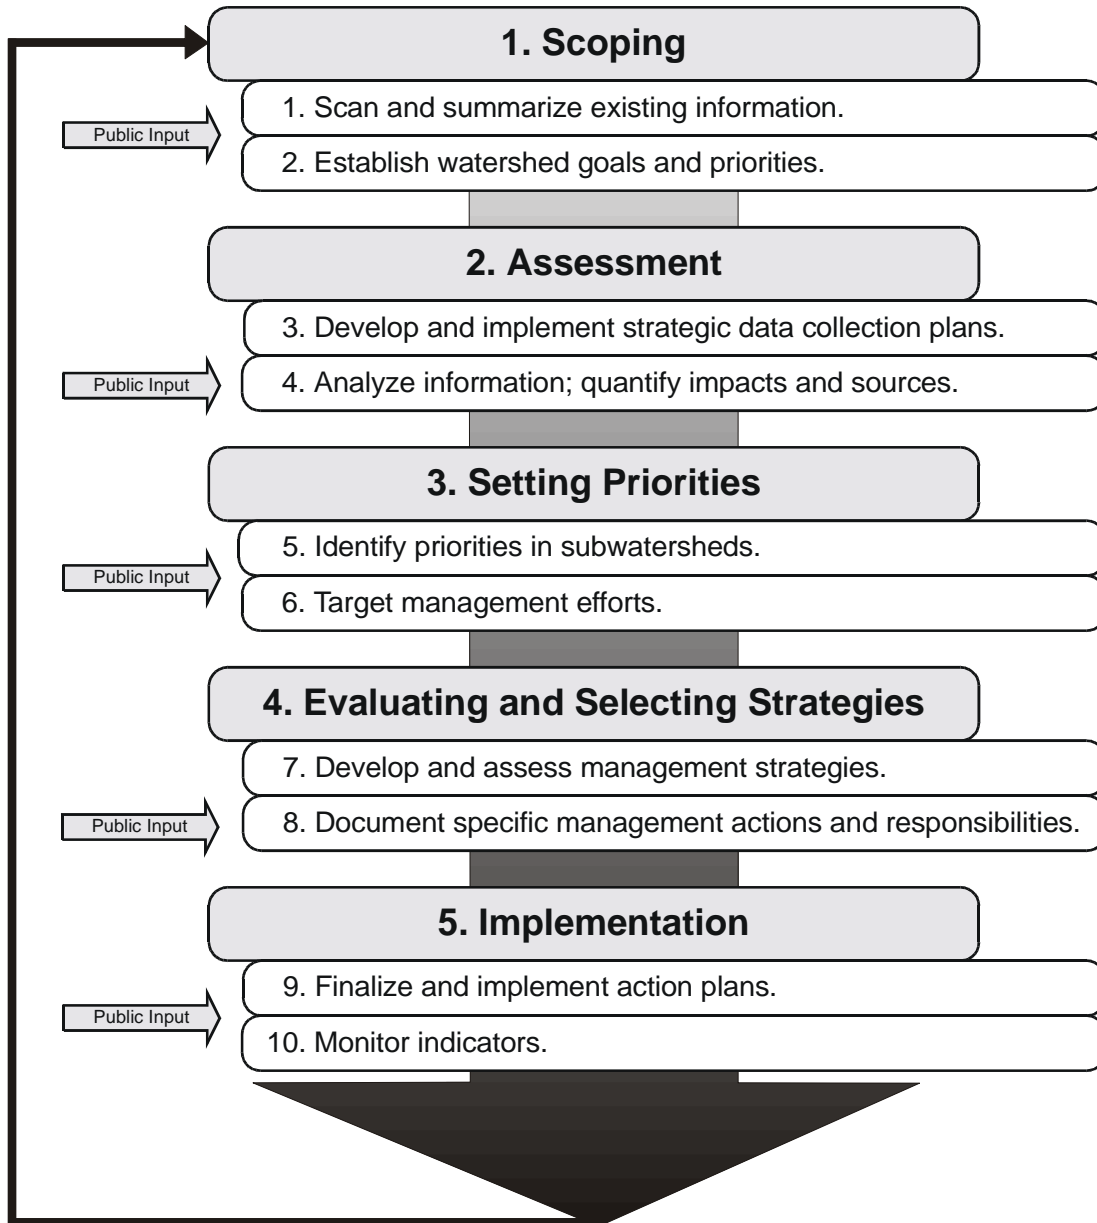 1. Scoping
1. Scan and summarize existing information.
Public Input
2. Establish watershed goals and priorities.
2. Assessment
3. Develop and implement strategic data collection plans.
Public Input
4. Analyze information; quantify impacts and sources.
3. Setting Priorities
5. Identify priorities in subwatersheds.
Public Input
6. Target management efforts.
4. Evaluating and Selecting Strategies
7. Develop and assess management strategies.
Public Input
8. Document specific management actions and responsibilities.
5. Implementation
9. Finalize and implement action plans.
Public Input
10. Monitor indicators.